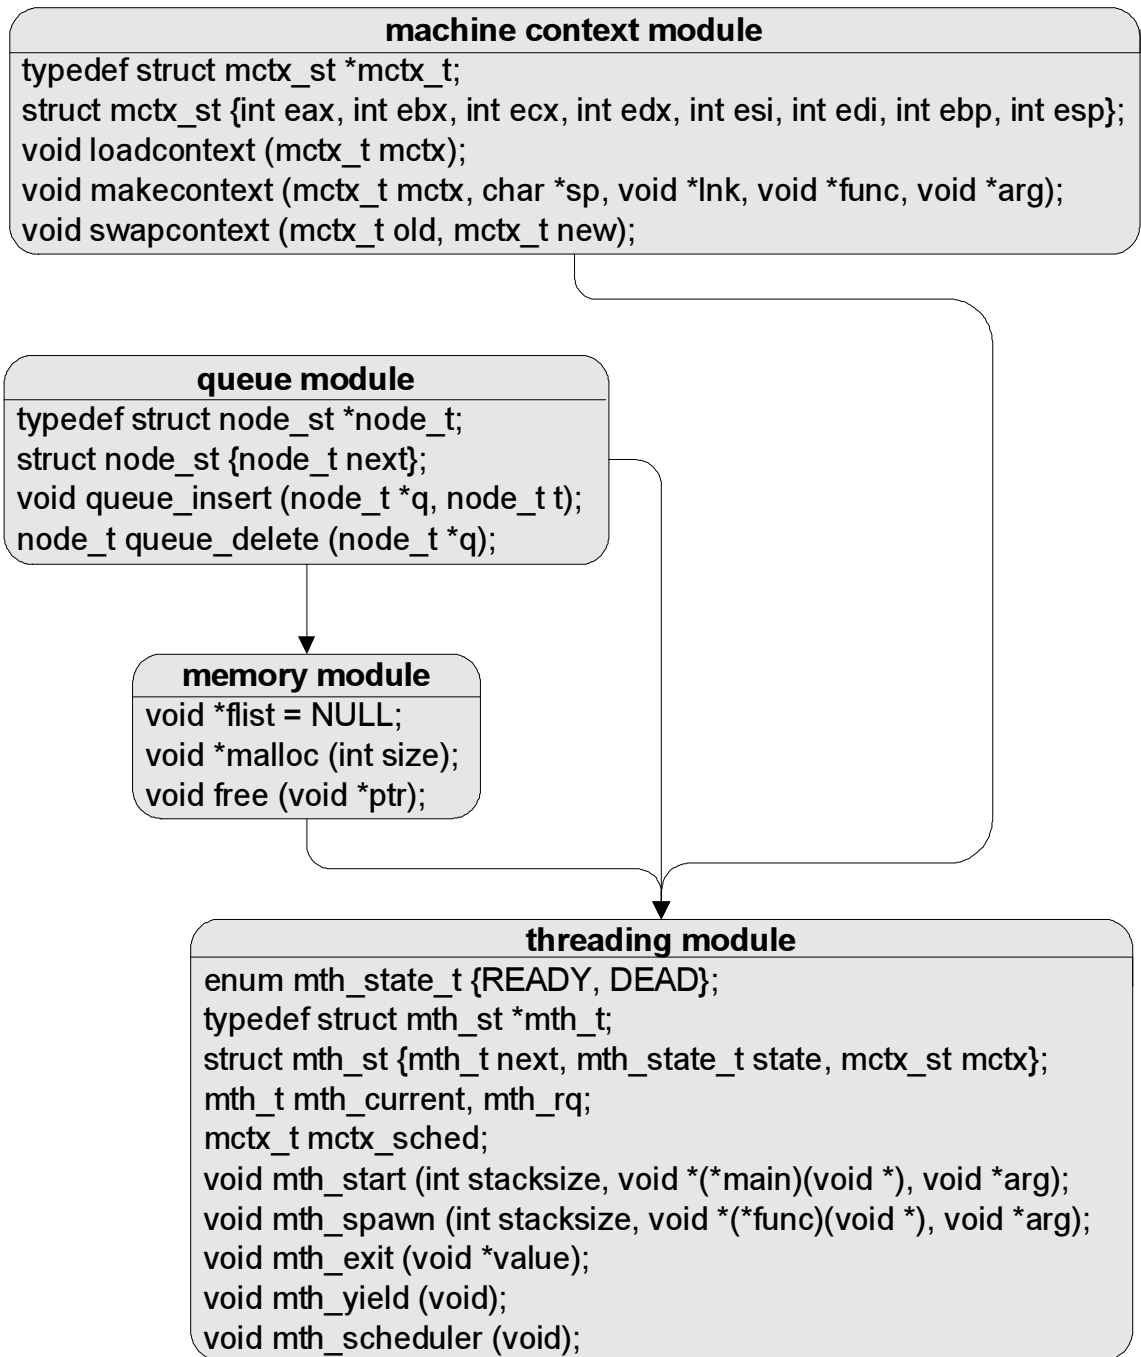 machine context module
typedef struct mctx_st *mctx_t;
struct mctx_st {int eax, int ebx, int ecx, int edx, int esi, int edi, int ebp, int esp};
void loadcontext (mctx_t mctx);
void makecontext (mctx_t mctx, char *sp, void *lnk, void *func, void *arg);
void swapcontext (mctx_t old, mctx_t new);
queue module
typedef struct node_st *node_t;
struct node_st {node_t next};
void queue_insert (node_t *q, node_t t);
node_t queue_delete (node_t *q);
memory module
void *flist = NULL;
void *malloc (int size);
void free (void *ptr);
threading module
enum mth_state_t {READY, DEAD};
typedef struct mth_st *mth_t;
struct mth_st {mth_t next, mth_state_t state, mctx_st mctx};
mth_t mth_current, mth_rq;
mctx_t mctx_sched;
void mth_start (int stacksize, void *(*main)(void *), void *arg);
void mth_spawn (int stacksize, void *(*func)(void *), void *arg);
void mth_exit (void *value);
void mth_yield (void);
void mth_scheduler (void);